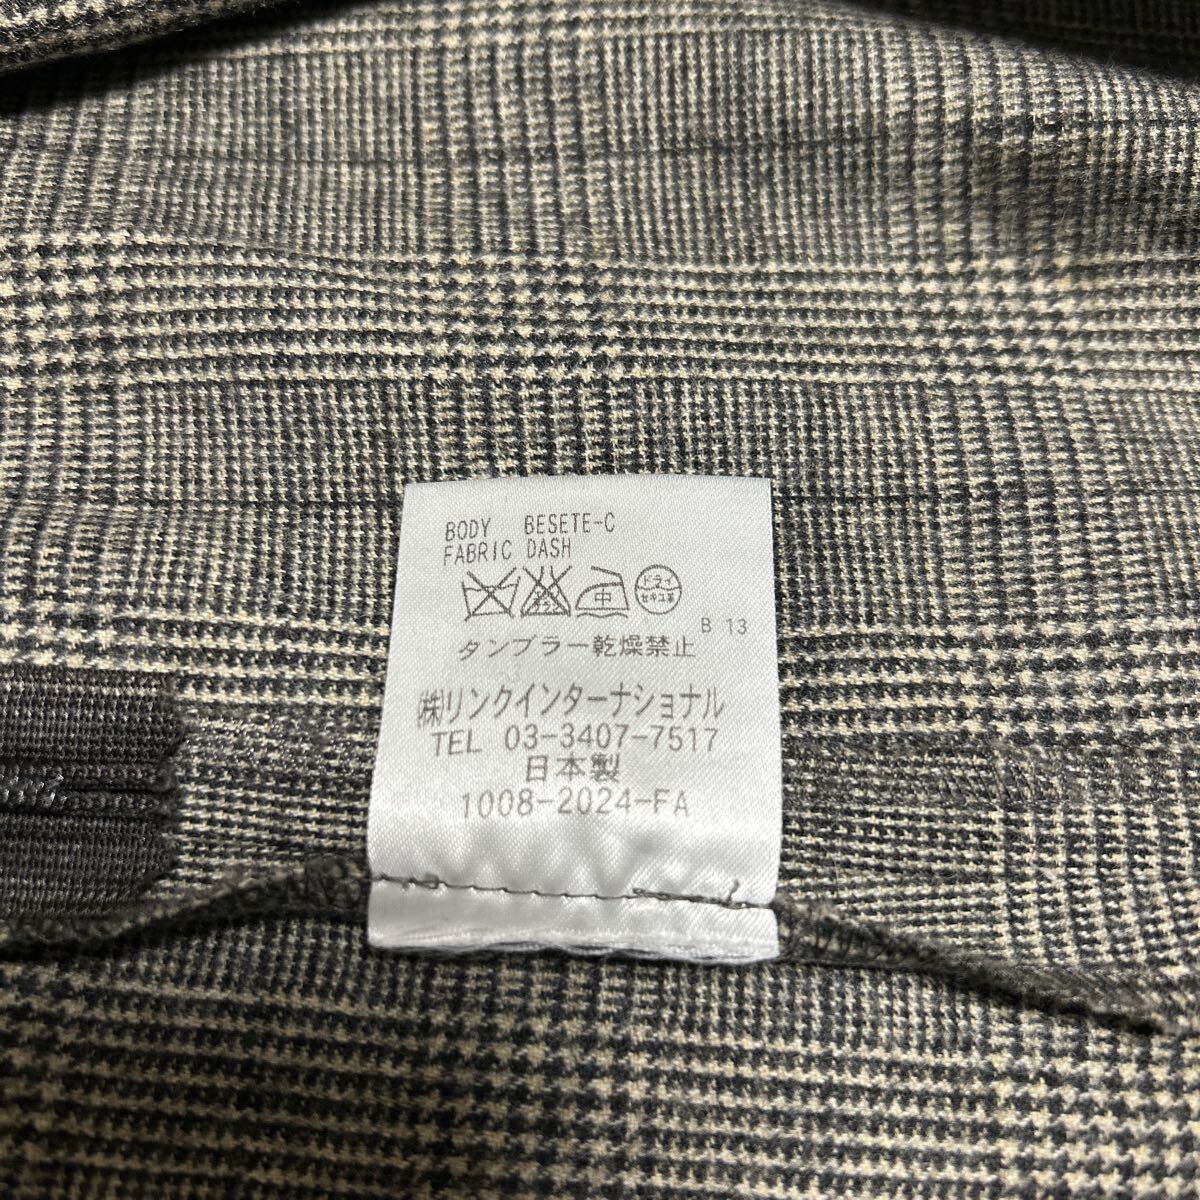 BODY BESETE-C
FABRIC DASH
中 ドライ
セキユ系
B 13
タンブラー乾燥禁止
㈱リンクインターナショナル
TEL 03-3407-7517
日本製
1008-2024-FA